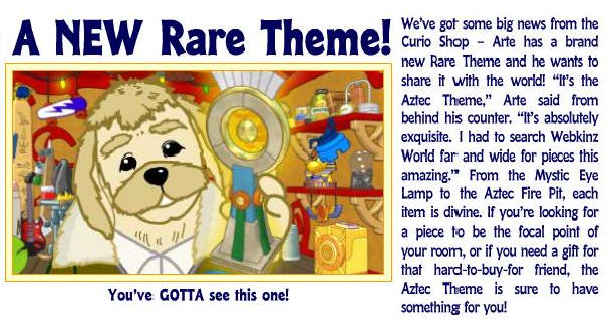 A NEW Rare Theme!
You've GOTTA see this one!
We've got some big news from the
Curio Shop – Arte has a brand
new Rare Theme and he wants to
share it with the world! "It's the
Aztec Theme," Arte said from
behind his counter. "It's absolutely
exquisite. I had to search Webkinz
World far and wide for pieces this
amazing." From the Mystic Eye
Lamp to the Aztec Fire Pit, each
item is divine. If you're looking for
a piece to be the focal point of
your room, or if you need a gift for
that hard-to-buy-for friend, the
Aztec Theme is sure to have
something for you!